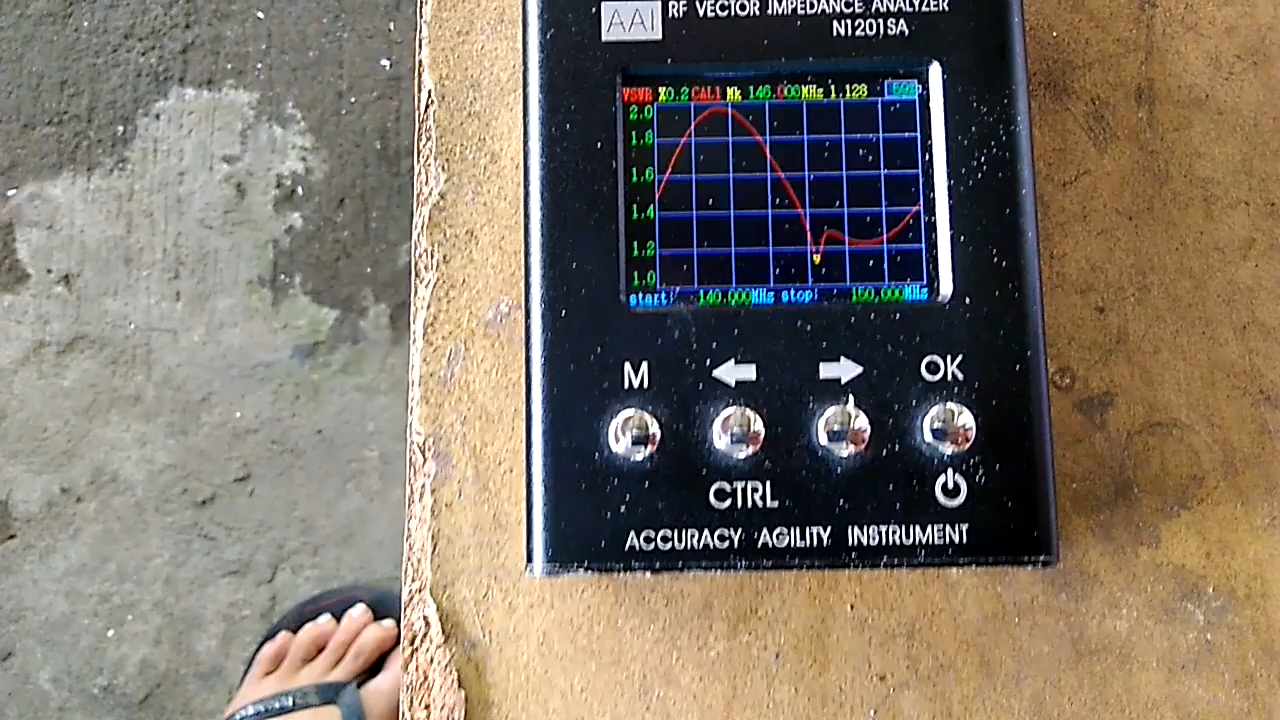 AAI RF VECTOR IMPEDANCE ANALYZER
N1201SA
VSWR %0.2 CAL1 Mk 146.000MHz 1.128
2.0
1.8
1.6
1.4
1.2
1.0
start: 140.000MHz stop: 150.000MHz
M OK
CTRL
ACCURACY AGILITY INSTRUMENT